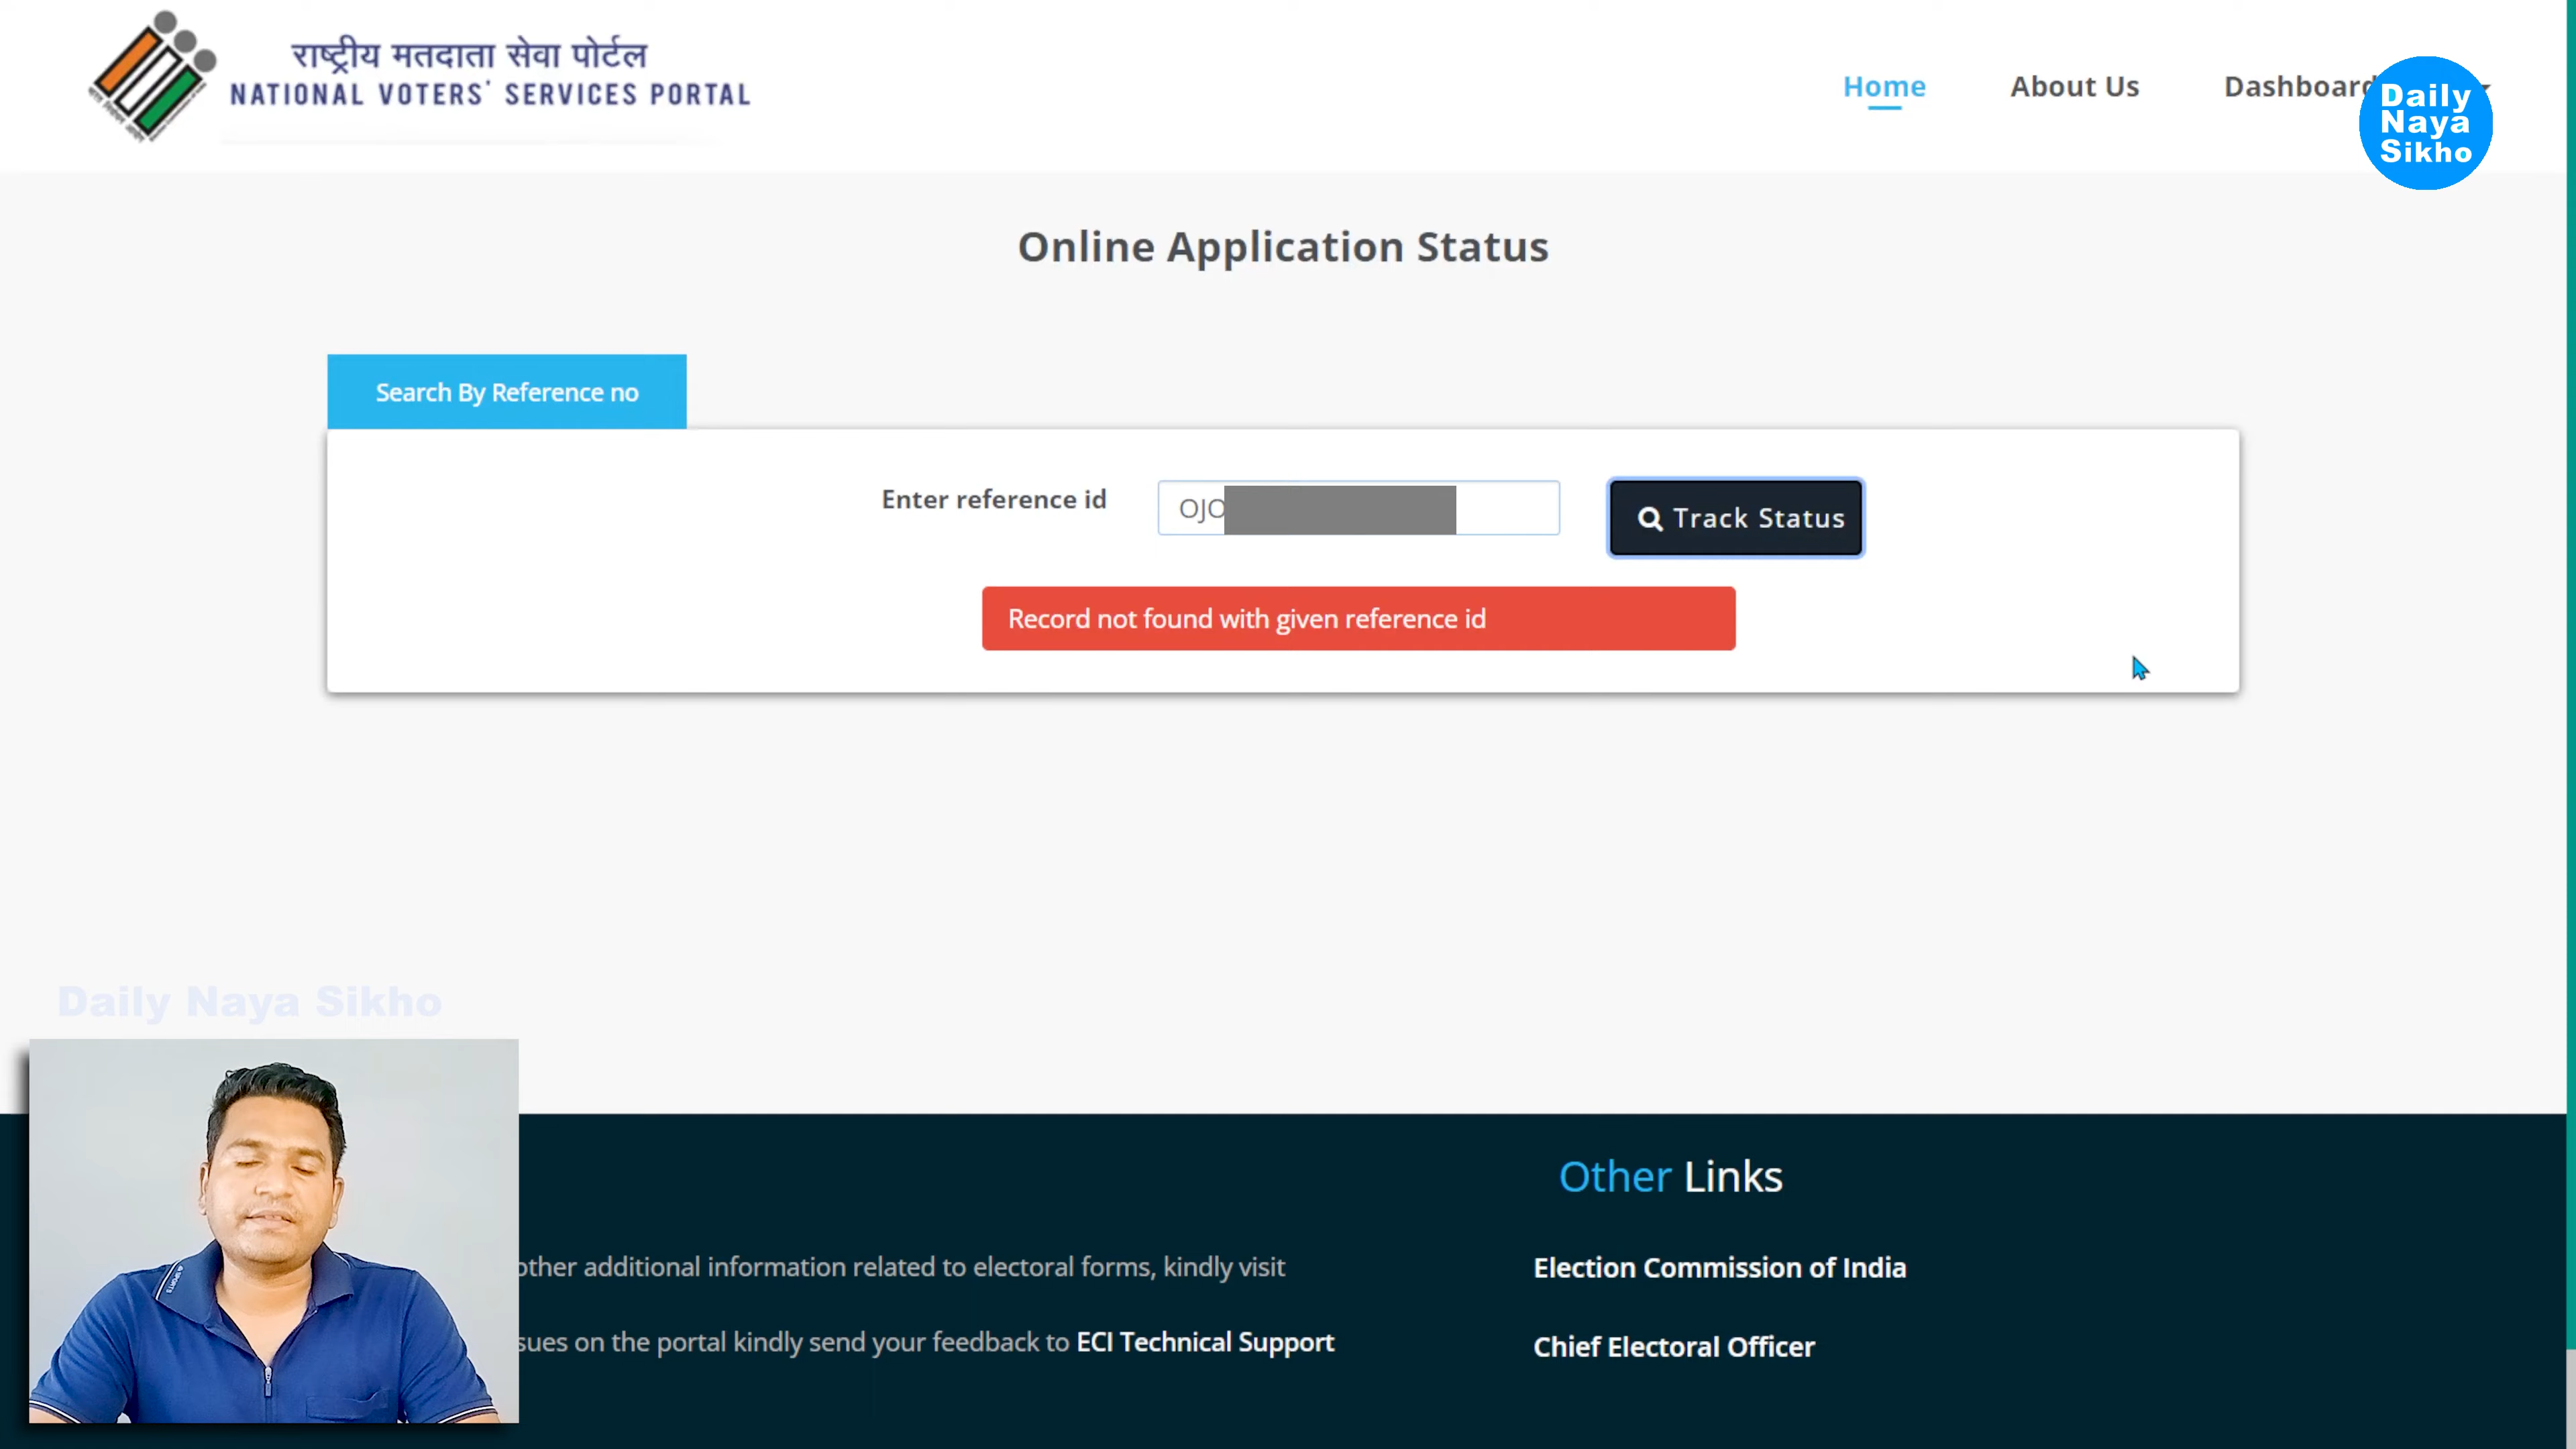 राष्ट्रीय मतदाता सेवा पोर्टल
NATIONAL VOTERS' SERVICES PORTAL
Home
About Us
Dashboard
Daily
Naya
Sikho
Online Application Status
Search By Reference no
Enter reference id
OJO
Track Status
Record not found with given reference id
Daily Naya Sikho
Other Links
other additional information related to electoral forms, kindly visit
Election Commission of India
sues on the portal kindly send your feedback to ECI Technical Support
Chief Electoral Officer